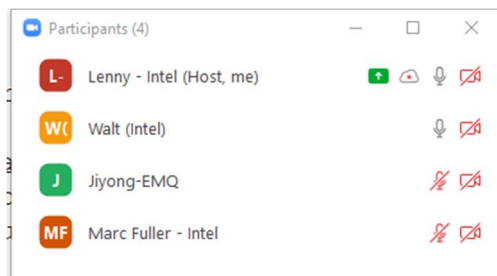 Participants (4)
L- Lenny - Intel (Host, me)
W( Walt (Intel)
J Jiyong-EMQ
MF Marc Fuller - Intel